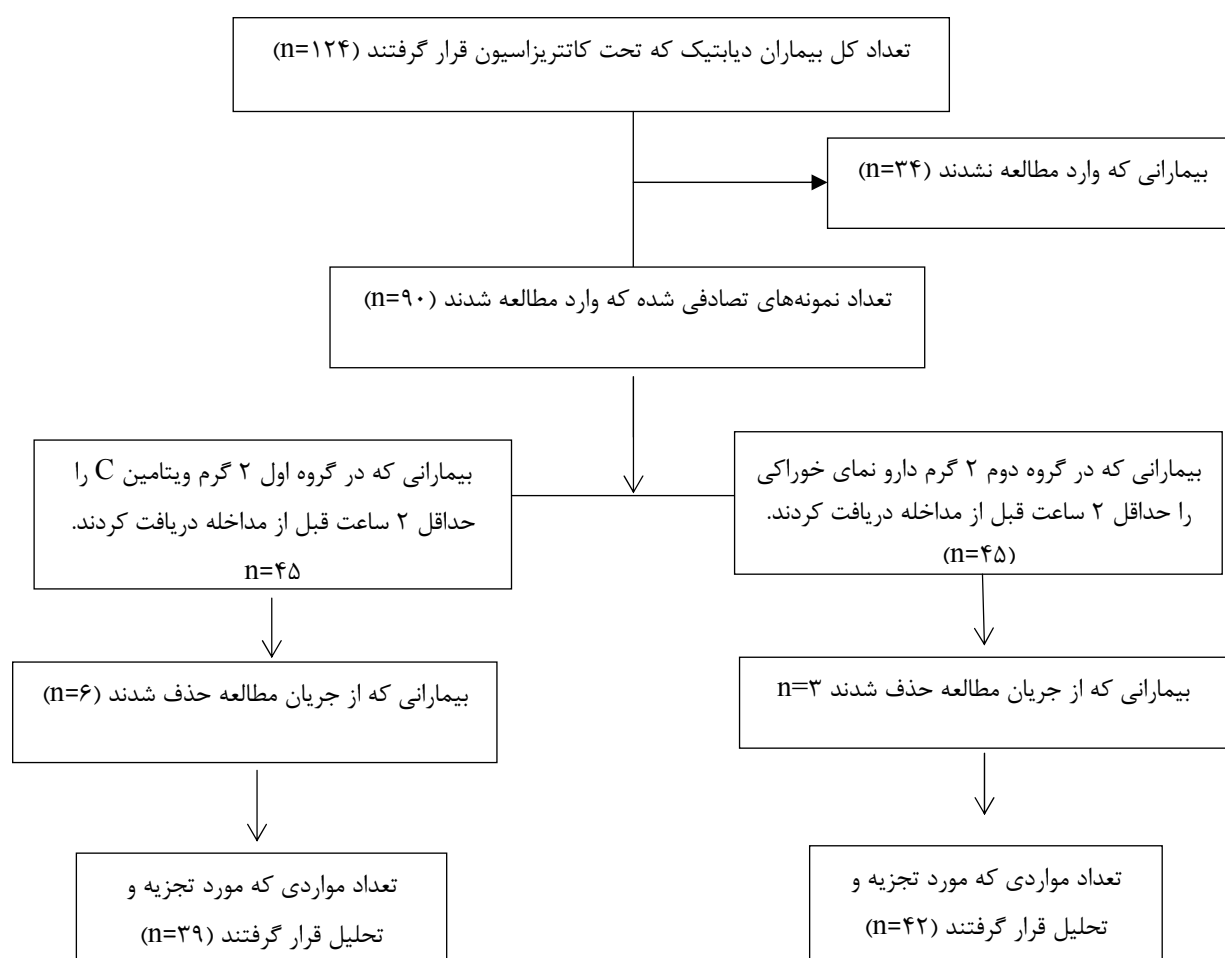 تعداد کل بیماران دیابتیک که تحت کاتتریزاسیون قرار گرفتند (n=۱۲۴)
بیمارانی که وارد مطالعه نشدند (n=۳۴)
تعداد نمونه‌های تصادفی شده که وارد مطالعه شدند (n=۹۰)
بیمارانی که در گروه دوم ۲ گرم دارو نمای خوراکی
را حداقل ۲ ساعت قبل از مداخله دریافت کردند.
(n=۴۵)
بیمارانی که در گروه اول ۲ گرم ویتامین C را
حداقل ۲ ساعت قبل از مداخله دریافت کردند.
n=۴۵
بیمارانی که از جریان مطالعه حذف شدند n=۳
بیمارانی که از جریان مطالعه حذف شدند (n=۶)
تعداد مواردی که مورد تجزیه و
تحلیل قرار گرفتند (n=۴۲)
تعداد مواردی که مورد تجزیه و
تحلیل قرار گرفتند (n=۳۹)